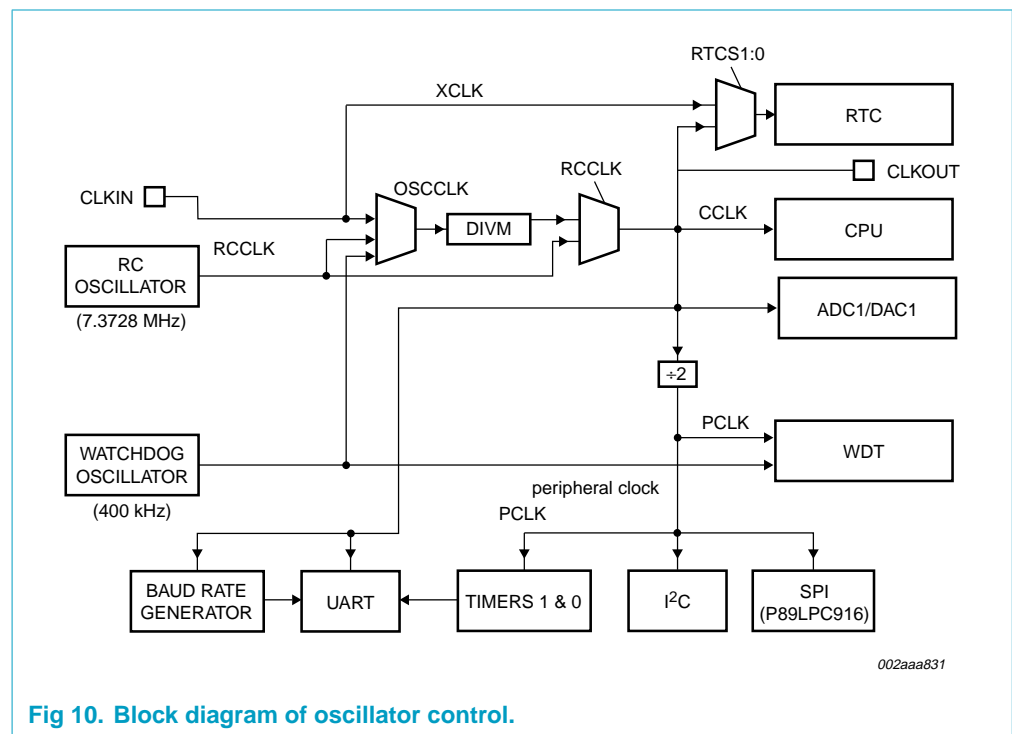 RTCS1:0
XCLK
RTC
CLKIN
OSCCLK
RCCLK
CLKOUT
DIVM
CCLK
CPU
RC
OSCILLATOR
RCCLK
(7.3728 MHz)
ADC1/DAC1
÷2
PCLK
WATCHDOG
OSCILLATOR
WDT
(400 kHz)
peripheral clock
PCLK
BAUD RATE
GENERATOR
UART
TIMERS 1 & 0
I²C
SPI
(P89LPC916)
002aaa831
Fig 10. Block diagram of oscillator control.